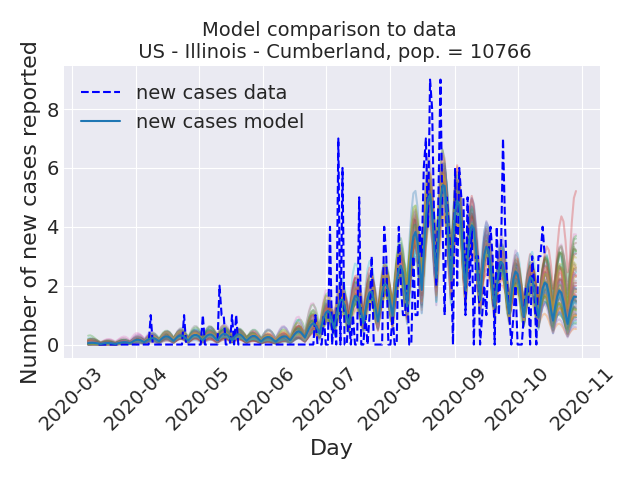 Model comparison to data
US - Illinois - Cumberland, pop. = 10766
Number of new cases reported
new cases data
new cases model
8
6
4
2
0
2020-03
2020-04
2020-05
2020-06
2020-07
2020-08
2020-09
2020-10
2020-11
Day